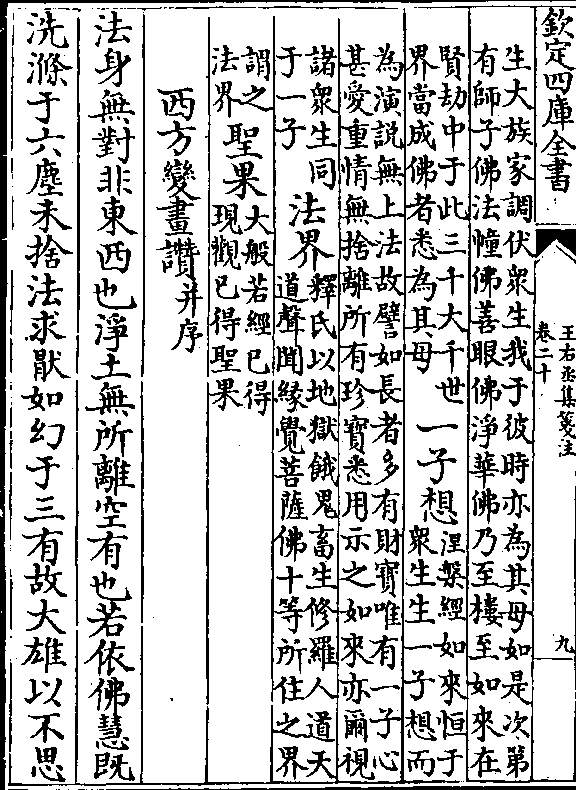 欽定四庫全書
王右丞集箋注
卷二十
九
生大族家調伏衆生我于彼時亦為其母如是次第
有師子佛法幢佛善眼佛淨華佛乃至樓至如來在
賢劫中于此三千大千世
界當成佛者悉為其母
一子想
涅槃經如來恒于
衆生生一子想而
為演說無上法故譬如長者多有財寶唯有一子心
甚愛重情無捨離所有珍寶悉用示之如來亦爾視
諸衆生同
于一子
法界
釋氏以地獄餓鬼畜生修羅人道天
道聲聞緣覺菩薩佛十等所住之界
謂之
法界
聖果
大般若經已得
現觀已得聖果
西方變畫讚并序
法身無對非東西也淨土無所離空有也若依佛慧既
洗滌于六塵未捨法求厭如幻于三有故大雄以不思